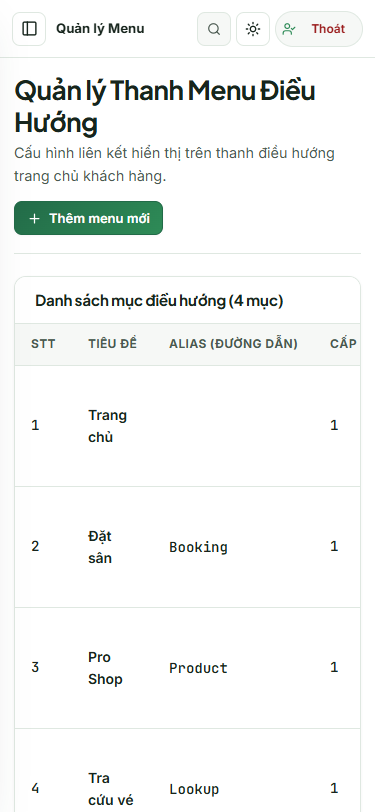 Quản lý Menu
Thoát
Quản lý Thanh Menu Điều
Hướng
Cấu hình liên kết hiển thị trên thanh điều hướng
trang chủ khách hàng.
+ Thêm menu mới
Danh sách mục điều hướng (4 mục)
STT TIÊU ĐỀ ALIAS (ĐƯỜNG DẪN) CẤP
1 Trang chủ 1
2 Đặt sân Booking 1
3 Pro Shop Product 1
4 Tra cứu vé Lookup 1